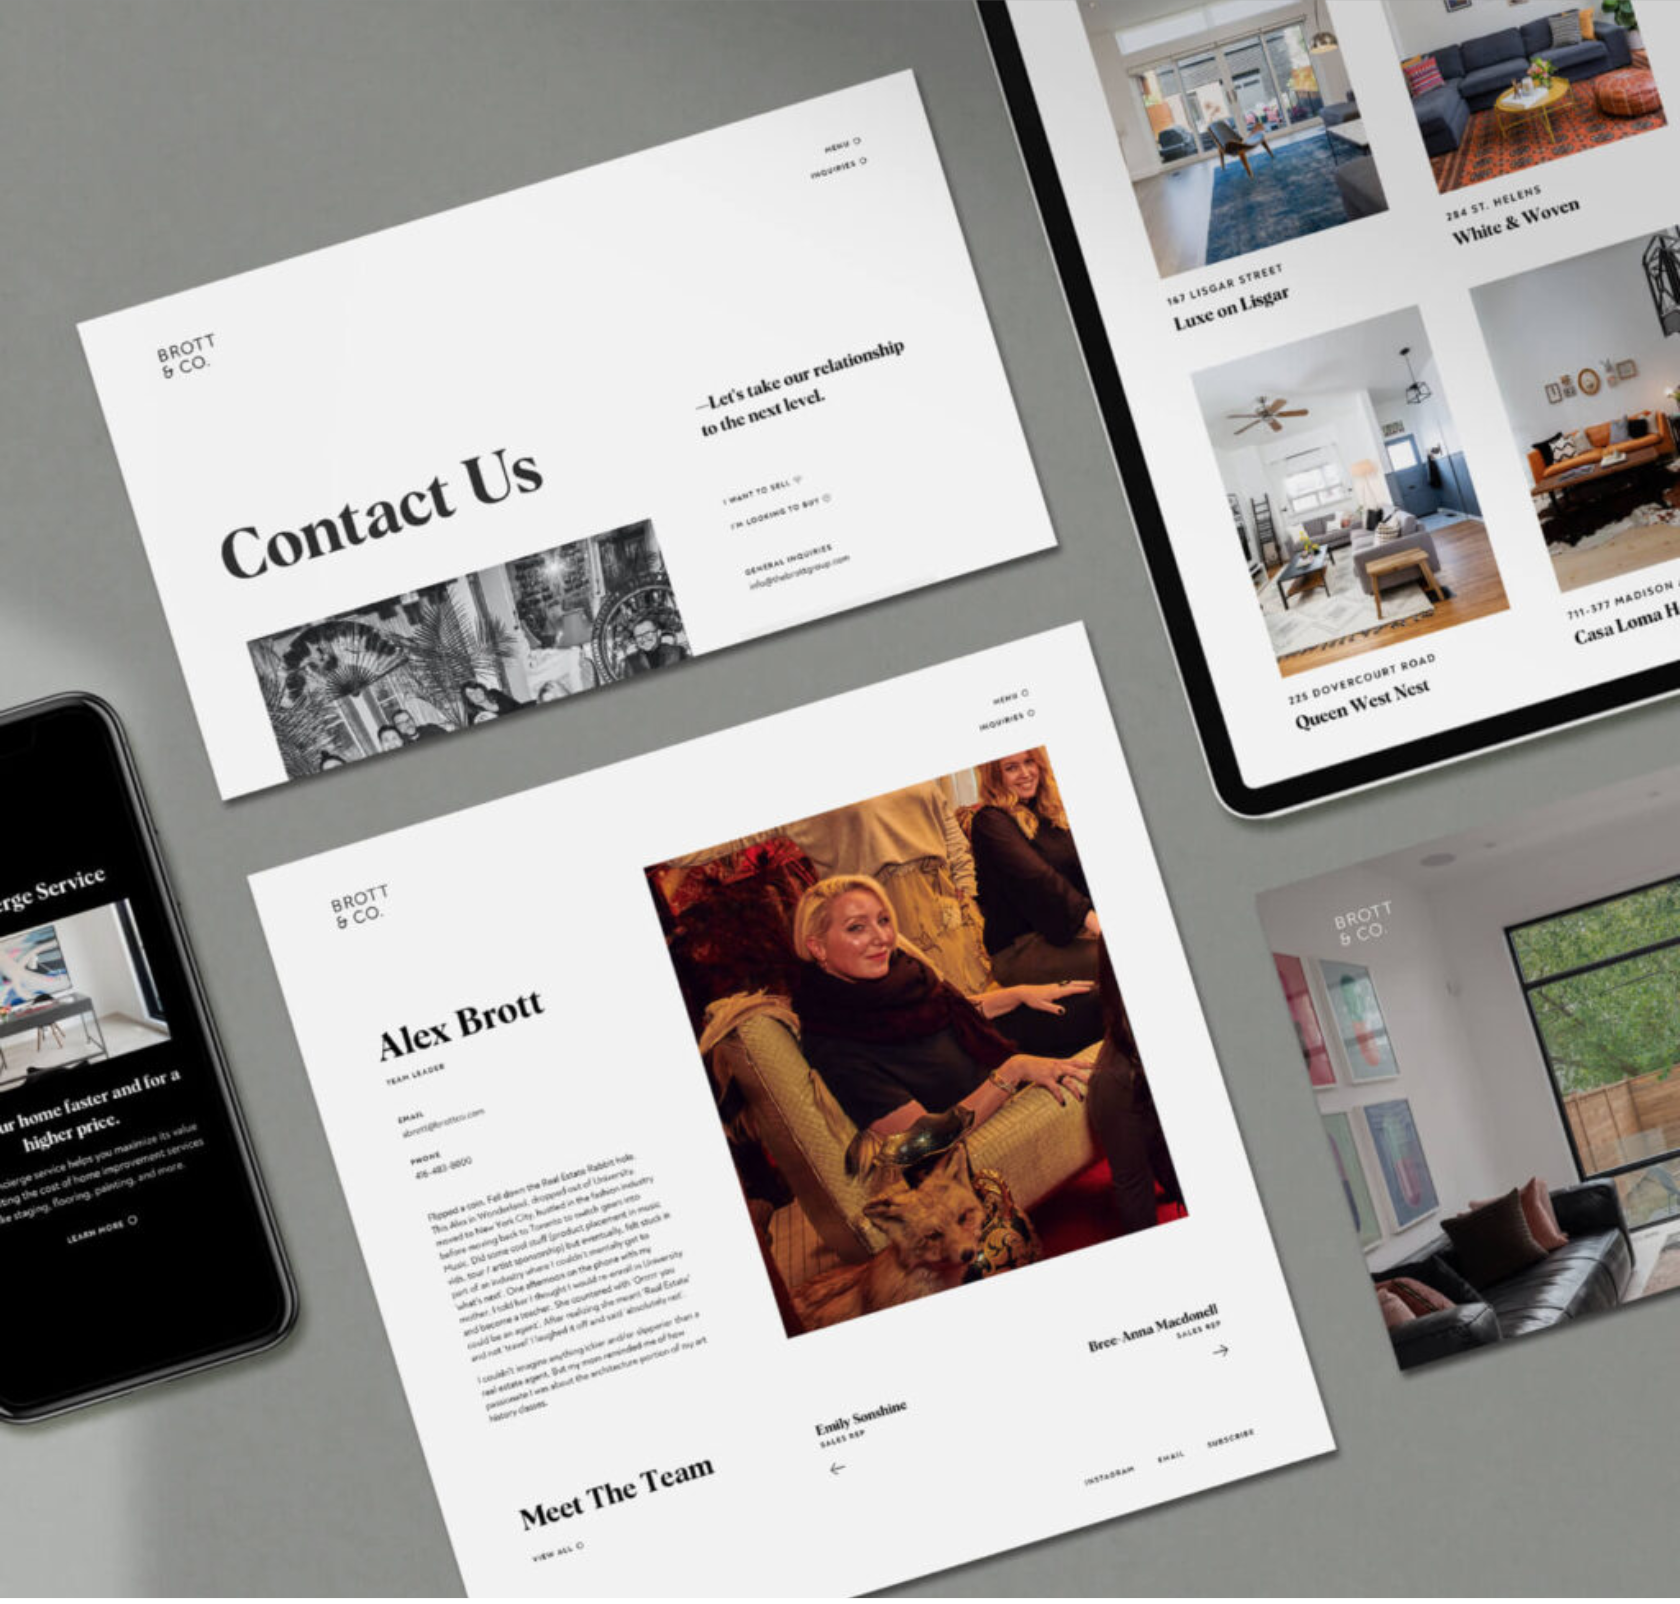 MENU
INQUIRIES
BROTT
& CO.
—Let's take our relationship
to the next level.
Contact Us
I WANT TO SELL
I'M LOOKING TO BUY
GENERAL INQUIRIES
info@thebrottgroup.com
167 LISGAR STREET
Luxe on Lisgar
284 ST. HELENS
White & Woven
225 DOVERCOURT ROAD
Queen West Nest
711-377 MADISON
Casa Loma H
erge Service
ur home faster and for a
higher price.
ncierge service helps you maximize its value
ting the cost of home improvement services
ke staging, flooring, painting, and more.
LEARN MORE
MENU
INQUIRIES
BROTT
& CO.
Alex Brott
TEAM LEADER
EMAIL
abrott@brottco.com
PHONE
Flipped a coin. Fell down the Real Estate Rabbit hole.
This Alex in Wonderland, dropped out of University,
moved to New York City, hustled in the fashion industry
before moving back to Toronto to switch gears into
Music. Did some cool stuff (product placement in music
vids, tour / artist sponsorship) but eventually, felt stuck in
part of an industry where I couldn't mentally get to
'what's next'. One afternoon on the phone with my
mother, I told her I thought I would re-enroll in University
and become a teacher. She countered with 'Orrrr you
could be an agent'. After realizing she meant 'Real Estate'
and not 'travel' I laughed it off and said 'absolutely not'.
I couldn't imagine anything ickier and/or slipperier than a
real estate agent. But my mom reminded me of how
passionate I was about the architecture portion of my art
history classes.
Bree-Anna Macdonell
SALES REP
Emily Sonshine
SALES REP
Meet The Team
VIEW ALL
INSTAGRAM EMAIL SUBSCRIBE
BROTT
& CO.